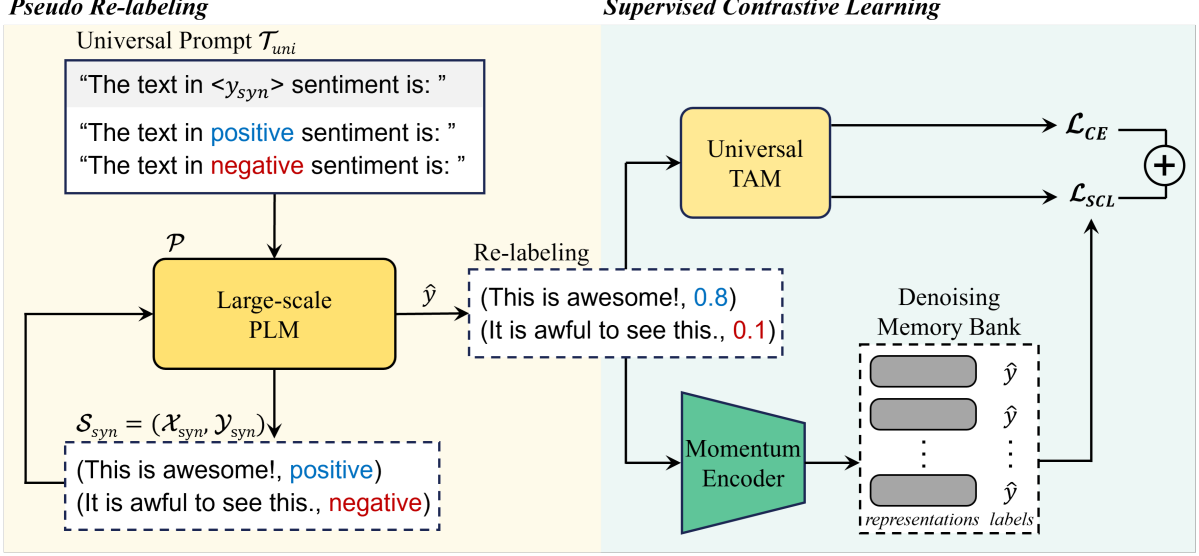 Pseudo Re-labeling
Universal Prompt 𝒯uni
“The text in <ysyn> sentiment is: ”
“The text in positive sentiment is: ”
“The text in negative sentiment is: ”
𝒫
Large-scale
PLM
ŷ
Re-labeling
(This is awesome!, 0.8)
(It is awful to see this., 0.1)
𝒮syn = (𝒳syn, 𝒴syn)
(This is awesome!, positive)
(It is awful to see this., negative)
Supervised Contrastive Learning
Universal
TAM
ℒCE
+
ℒSCL
Momentum
Encoder
Denoising
Memory Bank
ŷ
ŷ
⋮ ⋮
ŷ
representations labels